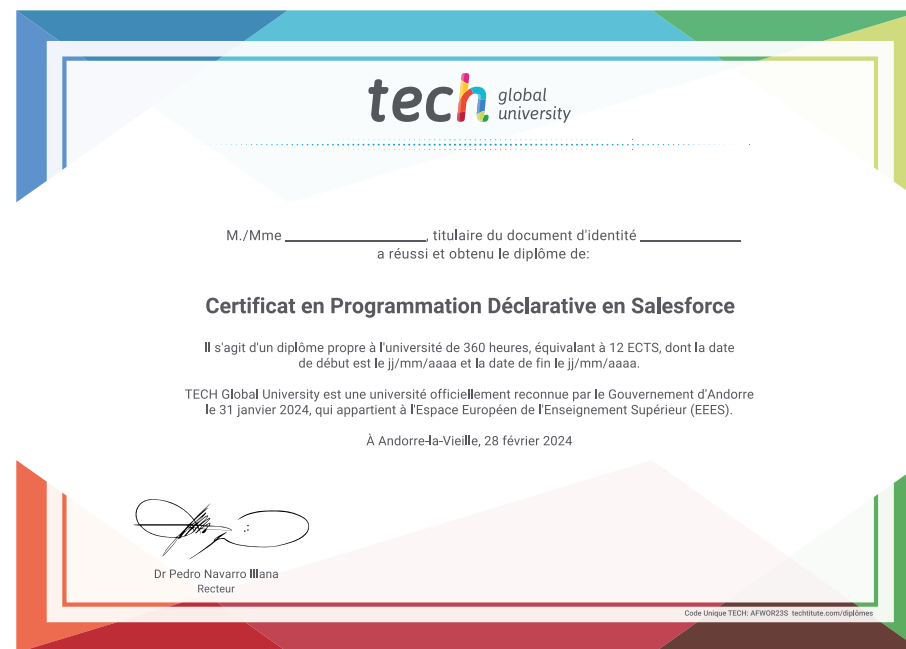 tech global university
M./Mme ____________________, titulaire du document d'identité ______________
a réussi et obtenu le diplôme de:
Certificat en Programmation Déclarative en Salesforce
Il s'agit d'un diplôme propre à l'université de 360 heures, équivalant à 12 ECTS, dont la date
de début est le jj/mm/aaaa et la date de fin le jj/mm/aaaa.
TECH Global University est une université officiellement reconnue par le Gouvernement d'Andorre
le 31 janvier 2024, qui appartient à l'Espace Européen de l'Enseignement Supérieur (EEES).
À Andorre-la-Vieille, 28 février 2024
Dr Pedro Navarro Illana
Recteur
Code Unique TECH: AFWOR23S techtitute.com/diplômes